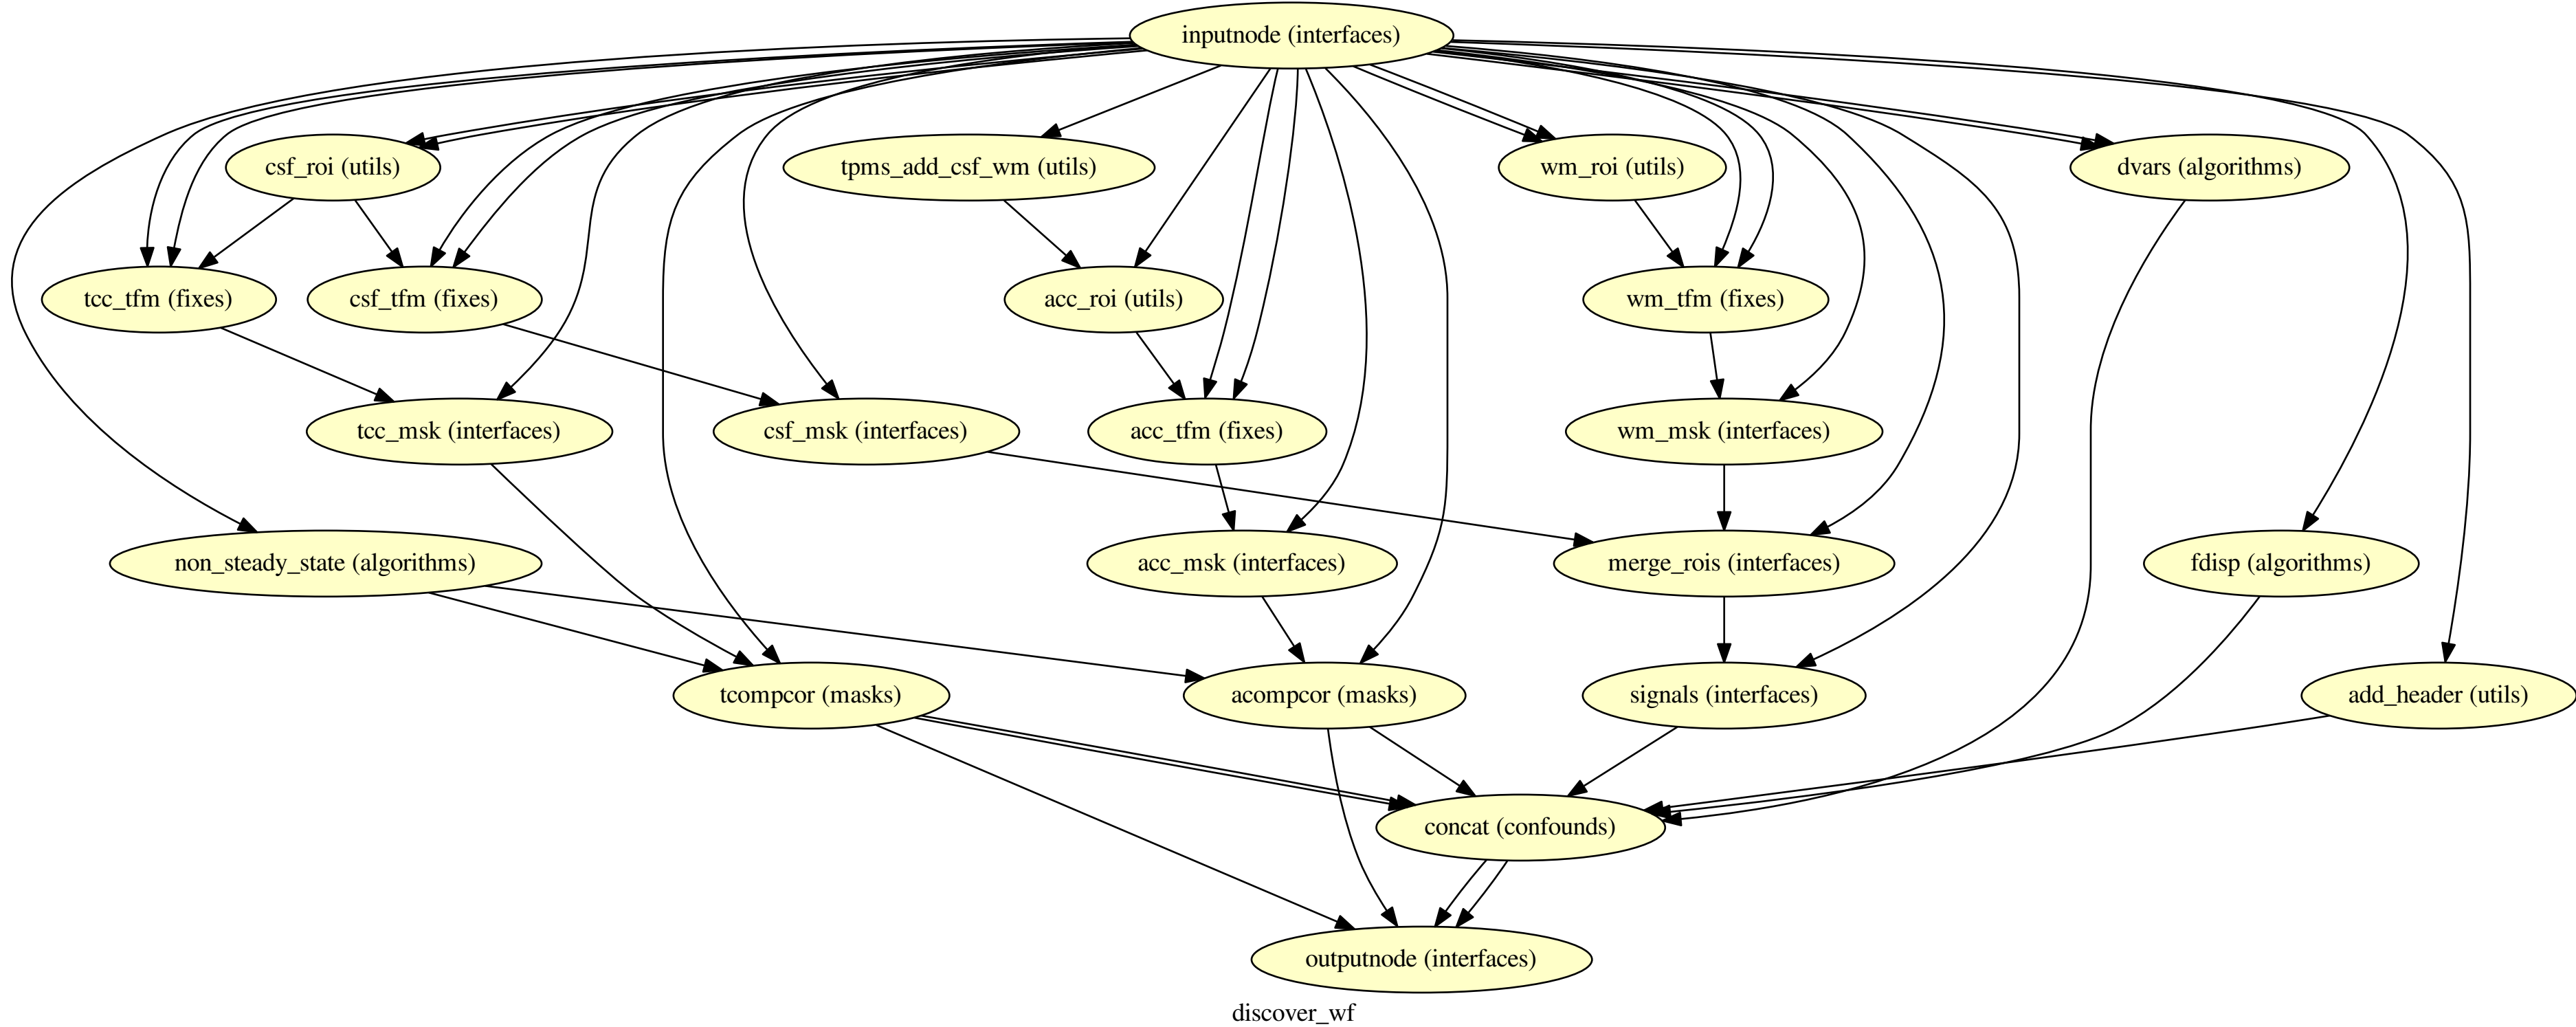 inputnode (interfaces)
csf_roi (utils)
tpms_add_csf_wm (utils)
wm_roi (utils)
dvars (algorithms)
tcc_tfm (fixes)
csf_tfm (fixes)
acc_roi (utils)
wm_tfm (fixes)
tcc_msk (interfaces)
csf_msk (interfaces)
acc_tfm (fixes)
wm_msk (interfaces)
non_steady_state (algorithms)
acc_msk (interfaces)
merge_rois (interfaces)
fdisp (algorithms)
tcompcor (masks)
acompcor (masks)
signals (interfaces)
add_header (utils)
concat (confounds)
outputnode (interfaces)
discover_wf